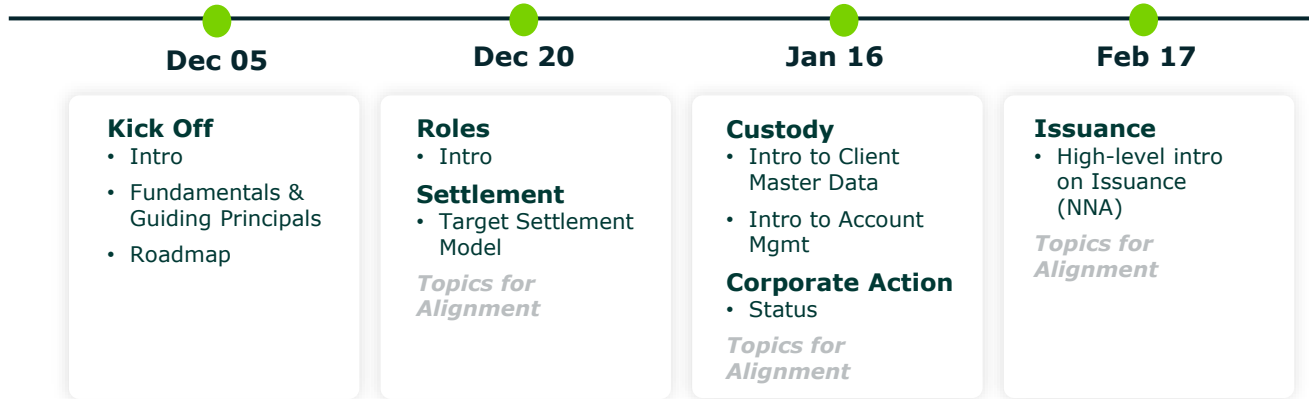 Dec 05
Dec 20
Jan 16
Feb 17
Kick Off
• Intro
• Fundamentals &
Guiding Principals
• Roadmap
Roles
• Intro
Settlement
• Target Settlement
Model
Topics for
Alignment
Custody
• Intro to Client
Master Data
• Intro to Account
Mgmt
Corporate Action
• Status
Topics for
Alignment
Issuance
• High-level intro
on Issuance
(NNA)
Topics for
Alignment